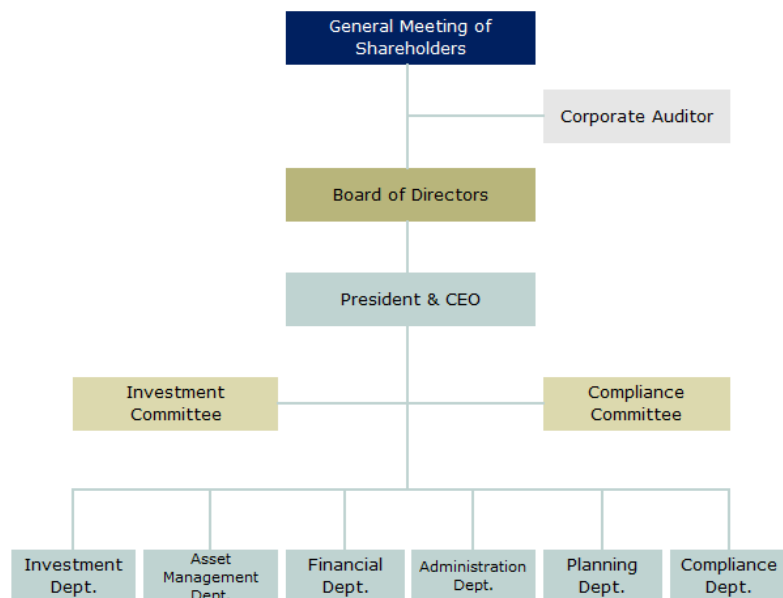 General Meeting of
Shareholders
Corporate Auditor
Board of Directors
President & CEO
Investment
Committee
Compliance
Committee
Investment
Dept.
Asset
Management
Dept.
Financial
Dept.
Administration
Dept.
Planning
Dept.
Compliance
Dept.